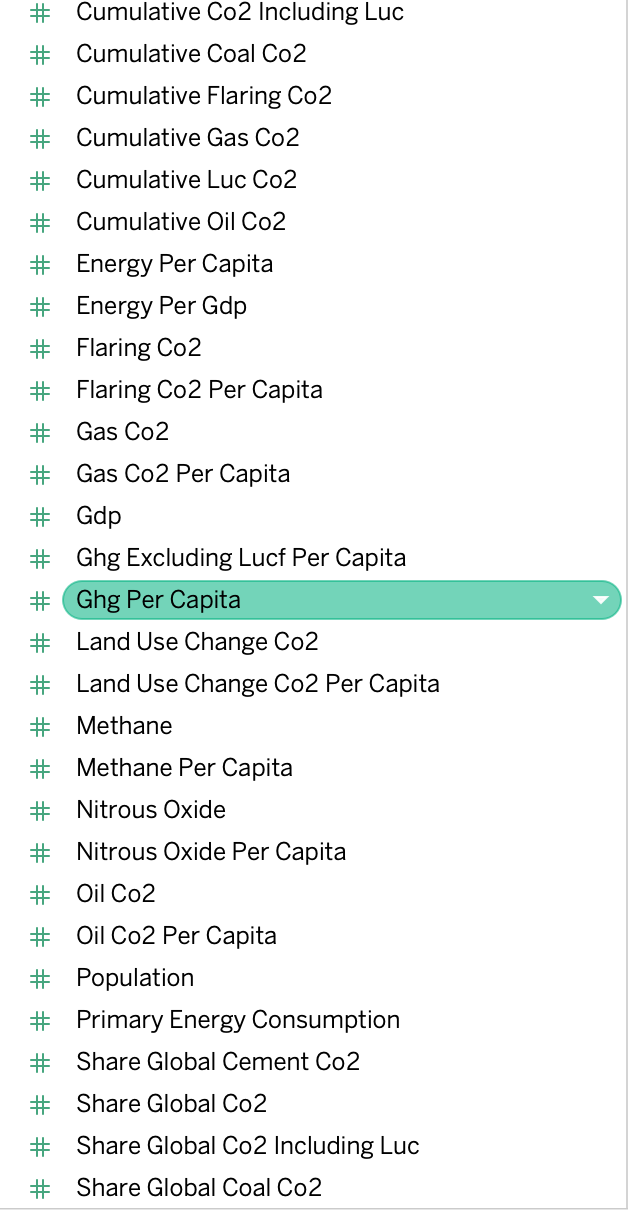 Cumulative Co2 Including Luc
Cumulative Coal Co2
Cumulative Flaring Co2
Cumulative Gas Co2
Cumulative Luc Co2
Cumulative Oil Co2
Energy Per Capita
Energy Per Gdp
Flaring Co2
Flaring Co2 Per Capita
Gas Co2
Gas Co2 Per Capita
Gdp
Ghg Excluding Lucf Per Capita
Ghg Per Capita
Land Use Change Co2
Land Use Change Co2 Per Capita
Methane
Methane Per Capita
Nitrous Oxide
Nitrous Oxide Per Capita
Oil Co2
Oil Co2 Per Capita
Population
Primary Energy Consumption
Share Global Cement Co2
Share Global Co2
Share Global Co2 Including Luc
Share Global Coal Co2